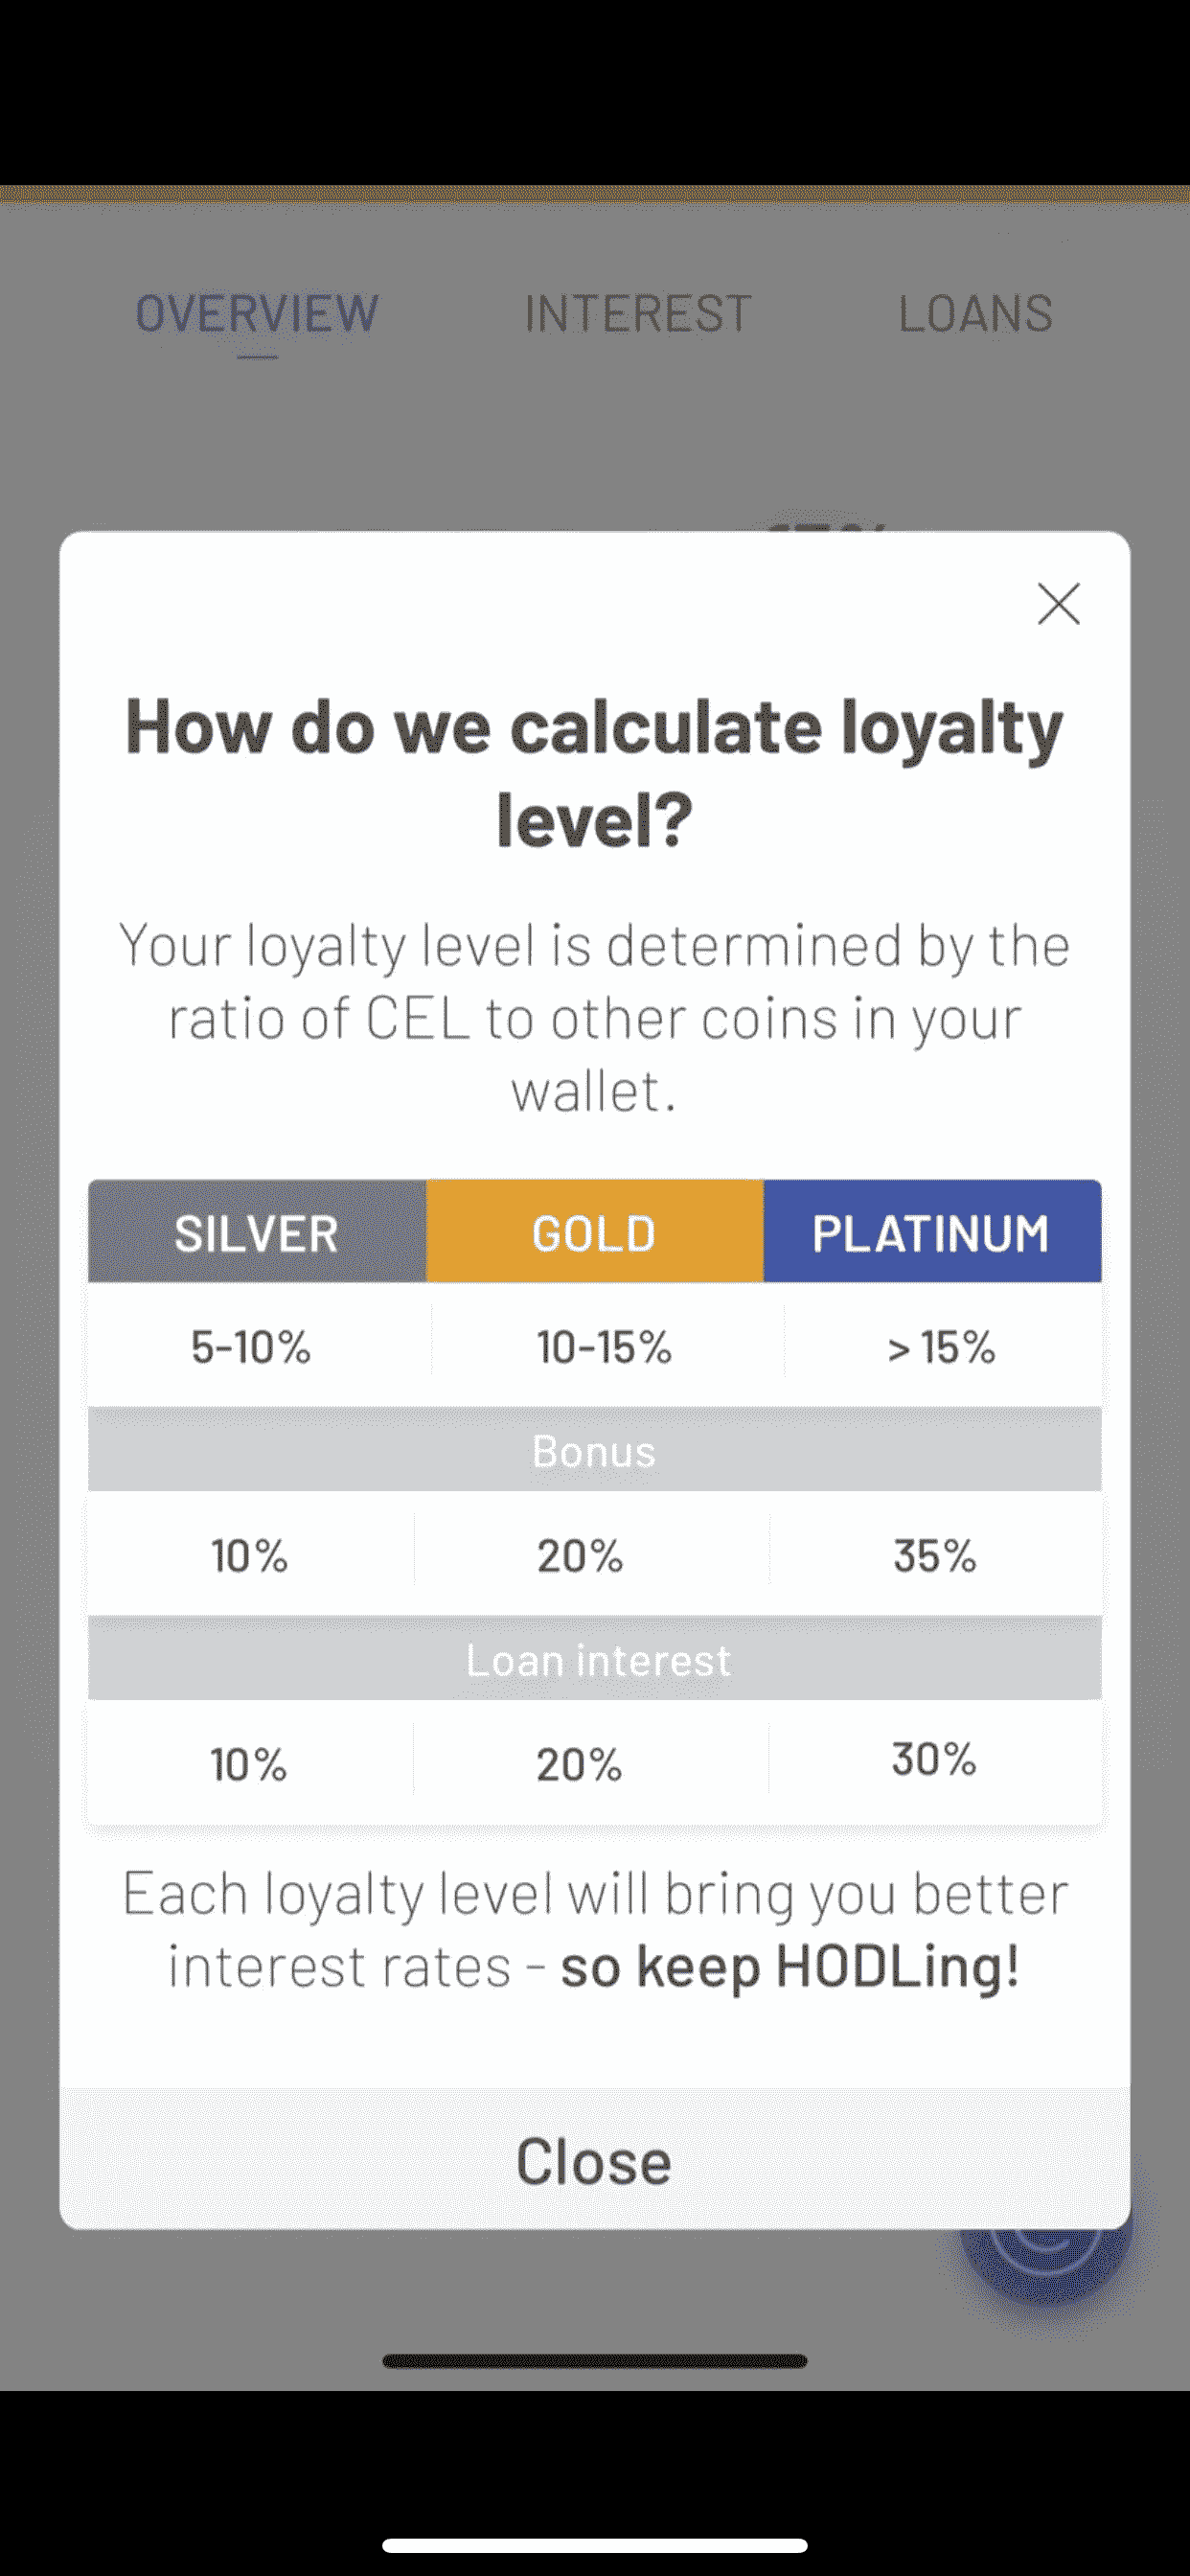 OVERVIEW INTEREST LOANS
How do we calculate loyalty
level?
Your loyalty level is determined by the
ratio of CEL to other coins in your
wallet.
SILVER GOLD PLATINUM
5-10% 10-15% > 15%
Bonus
10% 20% 35%
Loan interest
10% 20% 30%
Each loyalty level will bring you better
interest rates - so keep HODLing!
Close